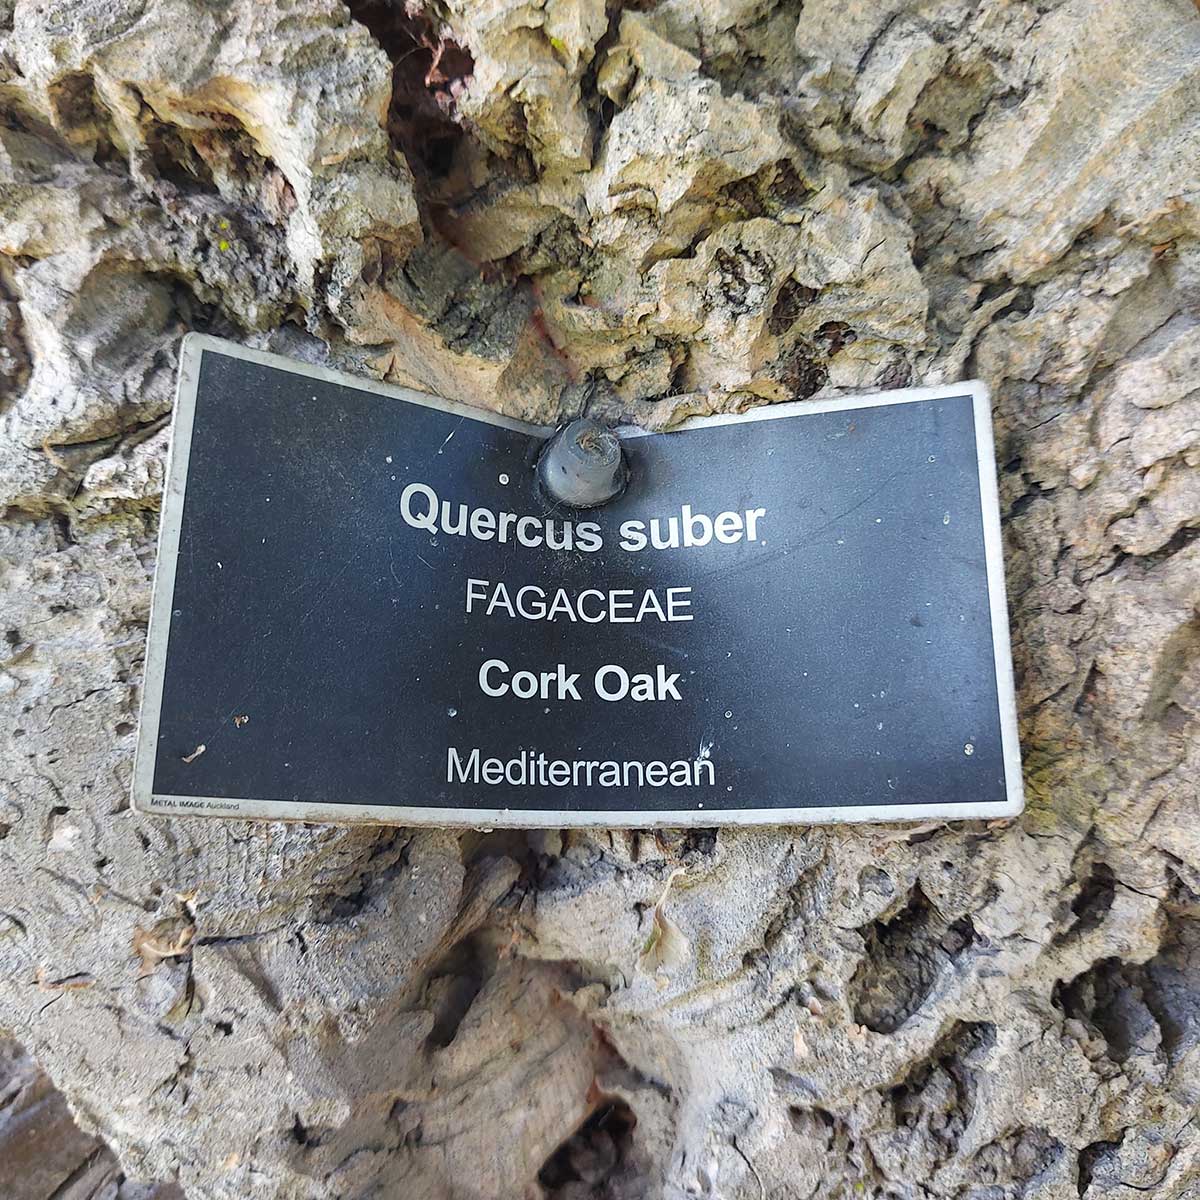 Quercus suber
FAGACEAE
Cork Oak
Mediterranean
METAL IMAGE Auckland